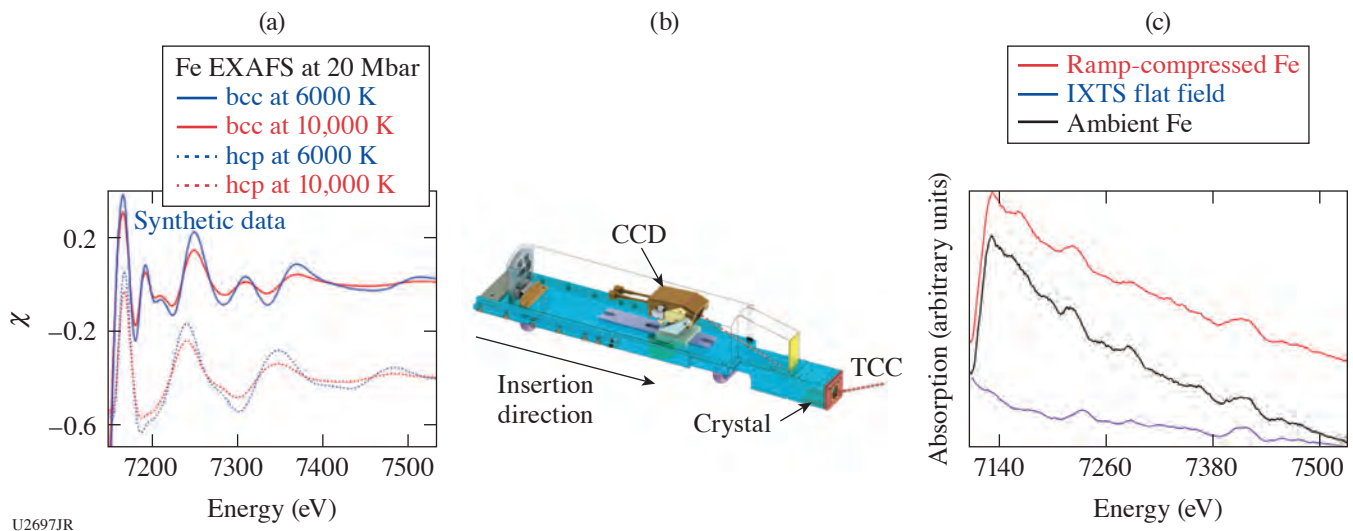 (a)
Fe EXAFS at 20 Mbar
bcc at 6000 K
bcc at 10,000 K
hcp at 6000 K
hcp at 10,000 K
Synthetic data
0.2
−0.2
−0.6
χ
7200 7300 7400 7500
Energy (eV)
(b)
CCD
TCC
Insertion
direction
Crystal
(c)
Ramp-compressed Fe
IXTS flat field
Ambient Fe
Absorption (arbitrary units)
7140 7260 7380 7500
Energy (eV)
U2697JR